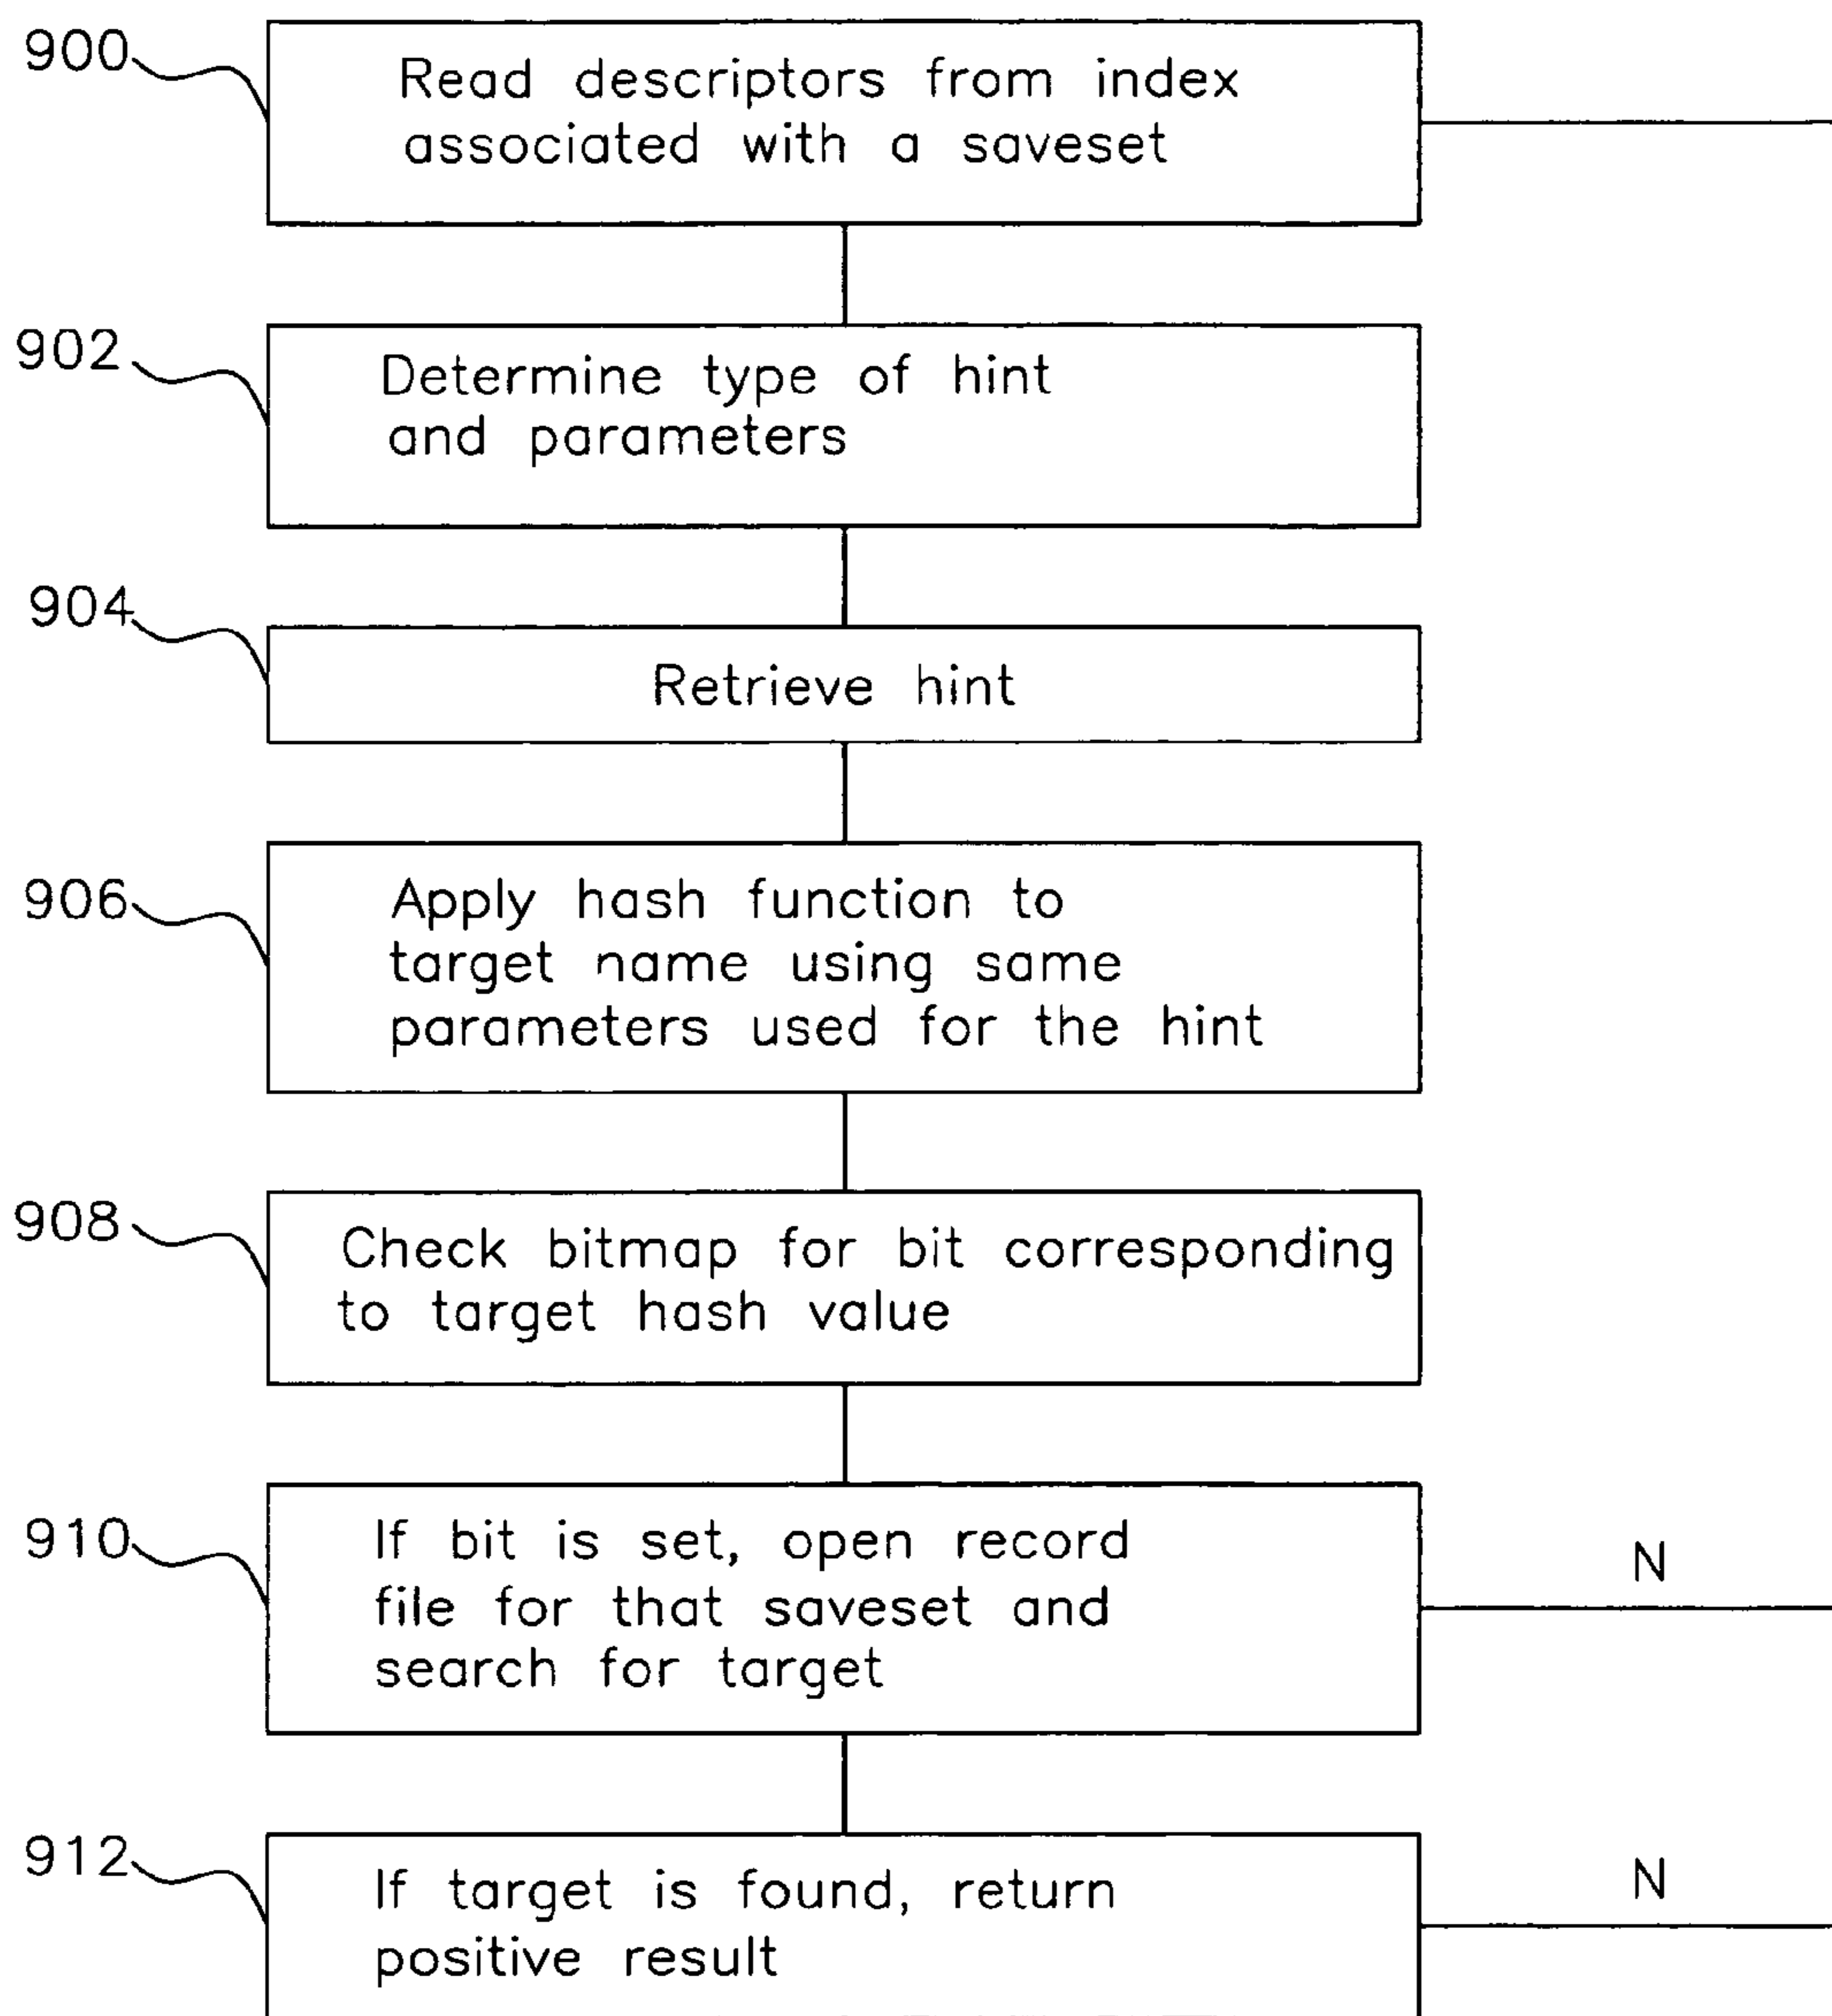 900
Read descriptors from index
associated with a saveset
902
Determine type of hint
and parameters
904
Retrieve hint
906
Apply hash function to
target name using same
parameters used for the hint
908
Check bitmap for bit corresponding
to target hash value
910
If bit is set, open record
file for that saveset and
search for target
N
912
If target is found, return
positive result
N